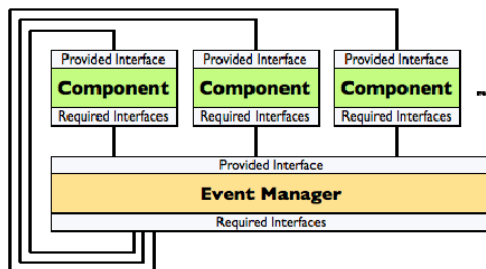 Provided Interface Provided Interface Provided Interface
Component Component Component
Required Interfaces Required Interfaces Required Interfaces
Provided Interface
Event Manager
Required Interfaces